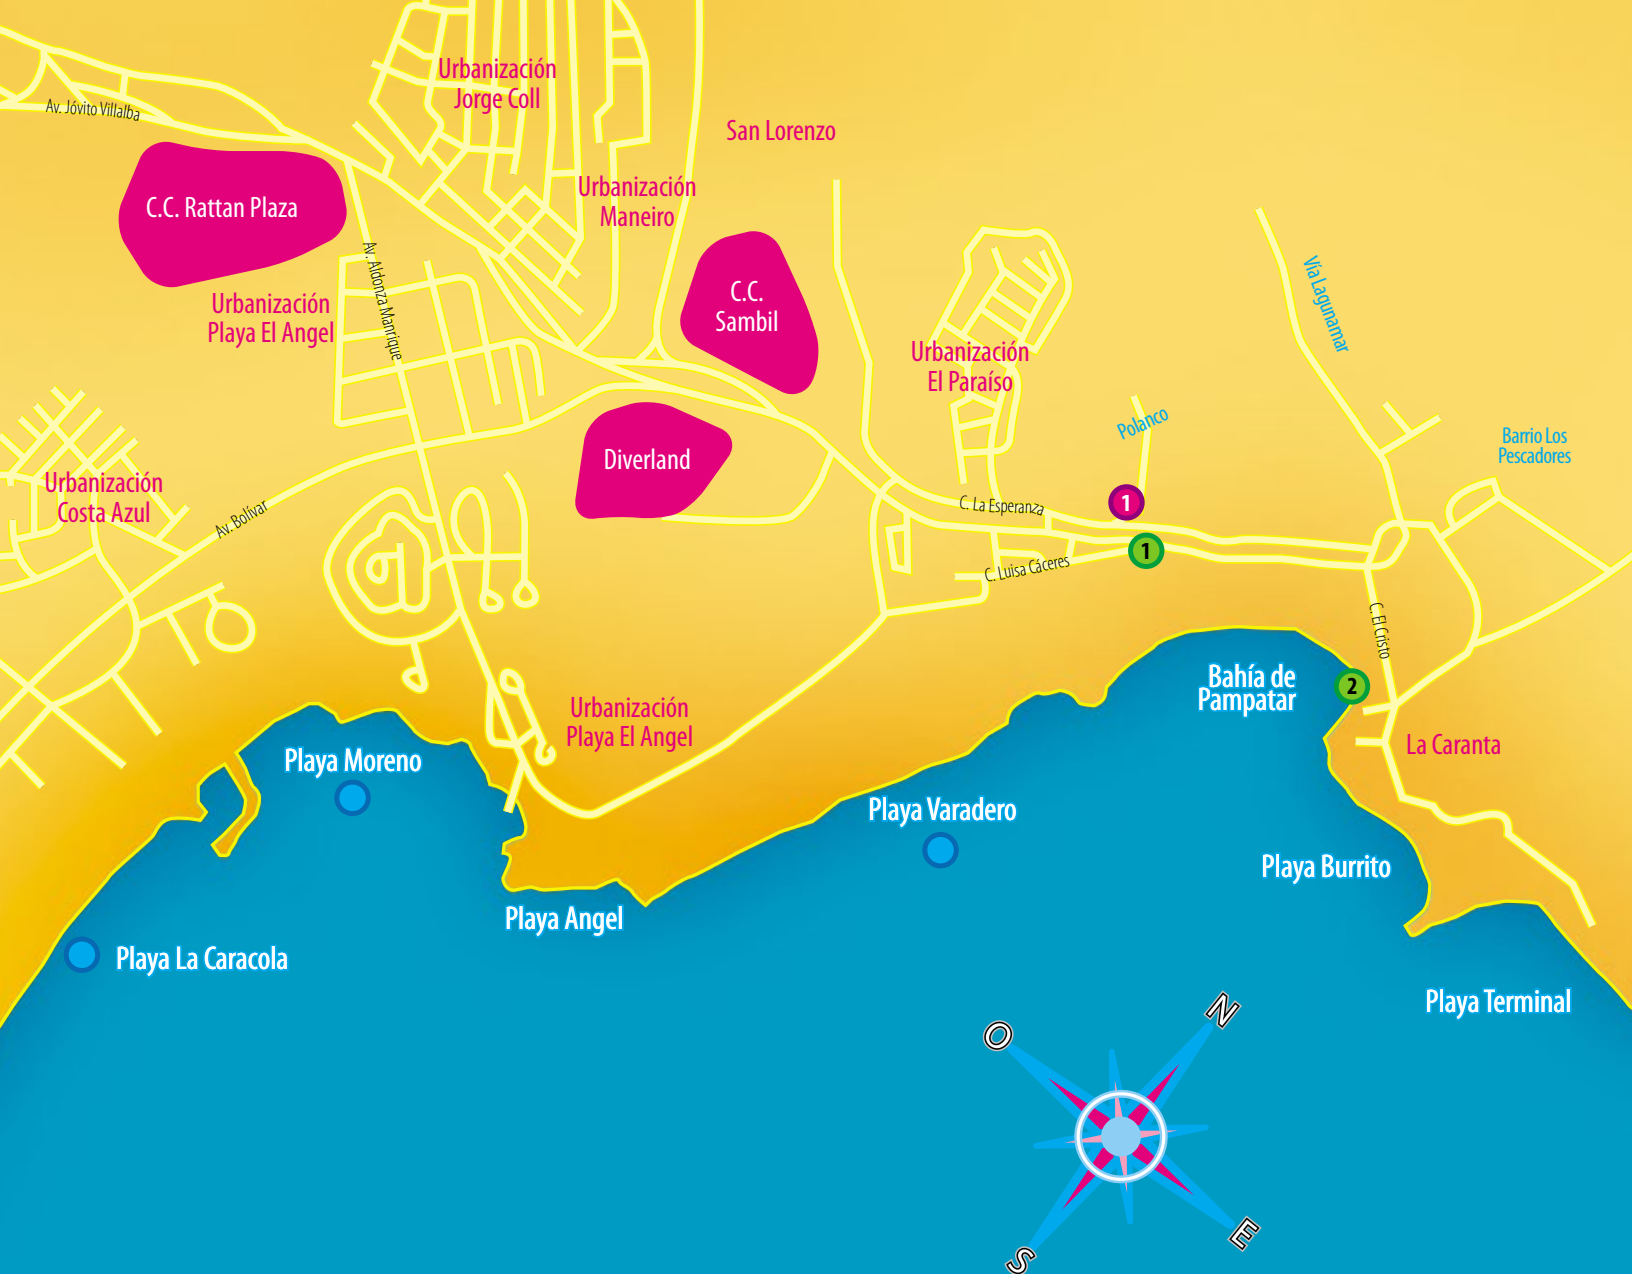 Urbanización
Jorge Coll
Av. Jóvito Villalba
San Lorenzo
C.C. Rattan Plaza
Urbanización
Maneiro
Av. Aldonza Manrique
C.C.
Sambil
Urbanización
Playa El Angel
Vía Lagunamar
Urbanización
El Paraíso
Polanco
Barrio Los
Pescadores
Diverland
Urbanización
Costa Azul
Av. Bolívar
C. La Esperanza
1
1
C. Luisa Cáceres
C. El Cristo
Bahía de
Pampatar
2
Urbanización
Playa El Angel
La Caranta
Playa Moreno
Playa Varadero
Playa Burrito
Playa Angel
Playa La Caracola
Playa Terminal
N
O
E
S